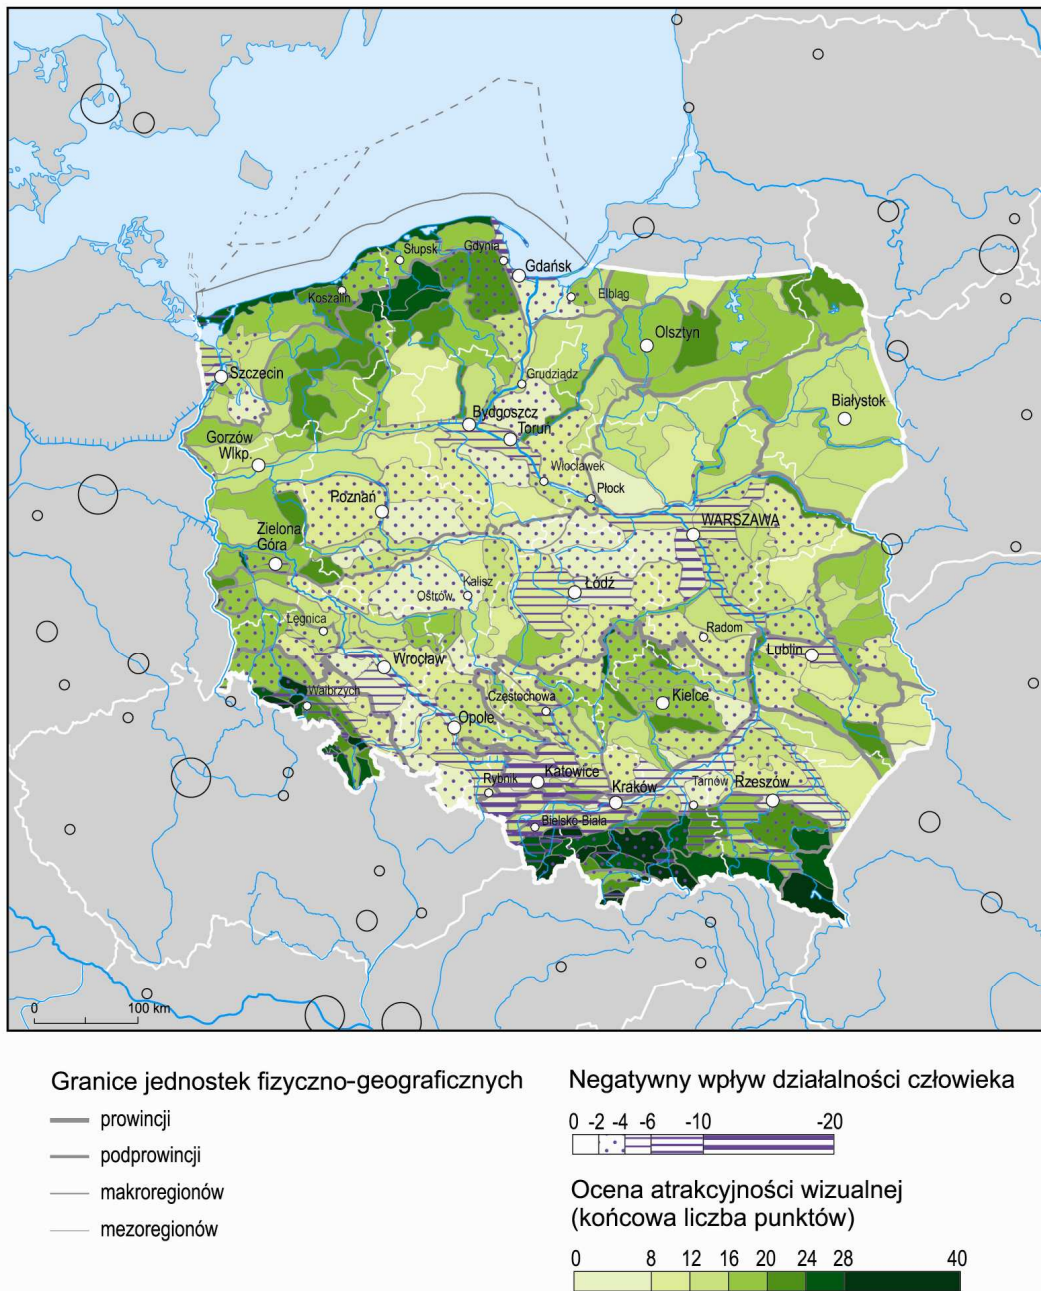 Słupsk
Gdynia
Gdańsk
Koszalin
Elbląg
Olsztyn
Szczecin
Grudziądz
Białystok
Bydgoszcz
Toruń
Gorzów
Wlkp.
Włocławek
Płock
Poznań
WARSZAWA
Zielona
Góra
Kalisz
Ostrów
Łódź
Radom
Legnica
Lublin
Wrocław
Wałbrzych
Częstochowa
Kielce
Opole
Katowice
Rybnik
Kraków
Tarnów
Rzeszów
Bielsko-Biała
0 100 km
Granice jednostek fizyczno-geograficznych
prowincji
podprowincji
makroregionów
mezoregionów
Negatywny wpływ działalności człowieka
0 -2 -4 -6 -10 -20
Ocena atrakcyjności wizualnej
(końcowa liczba punktów)
0 8 12 16 20 24 28 40